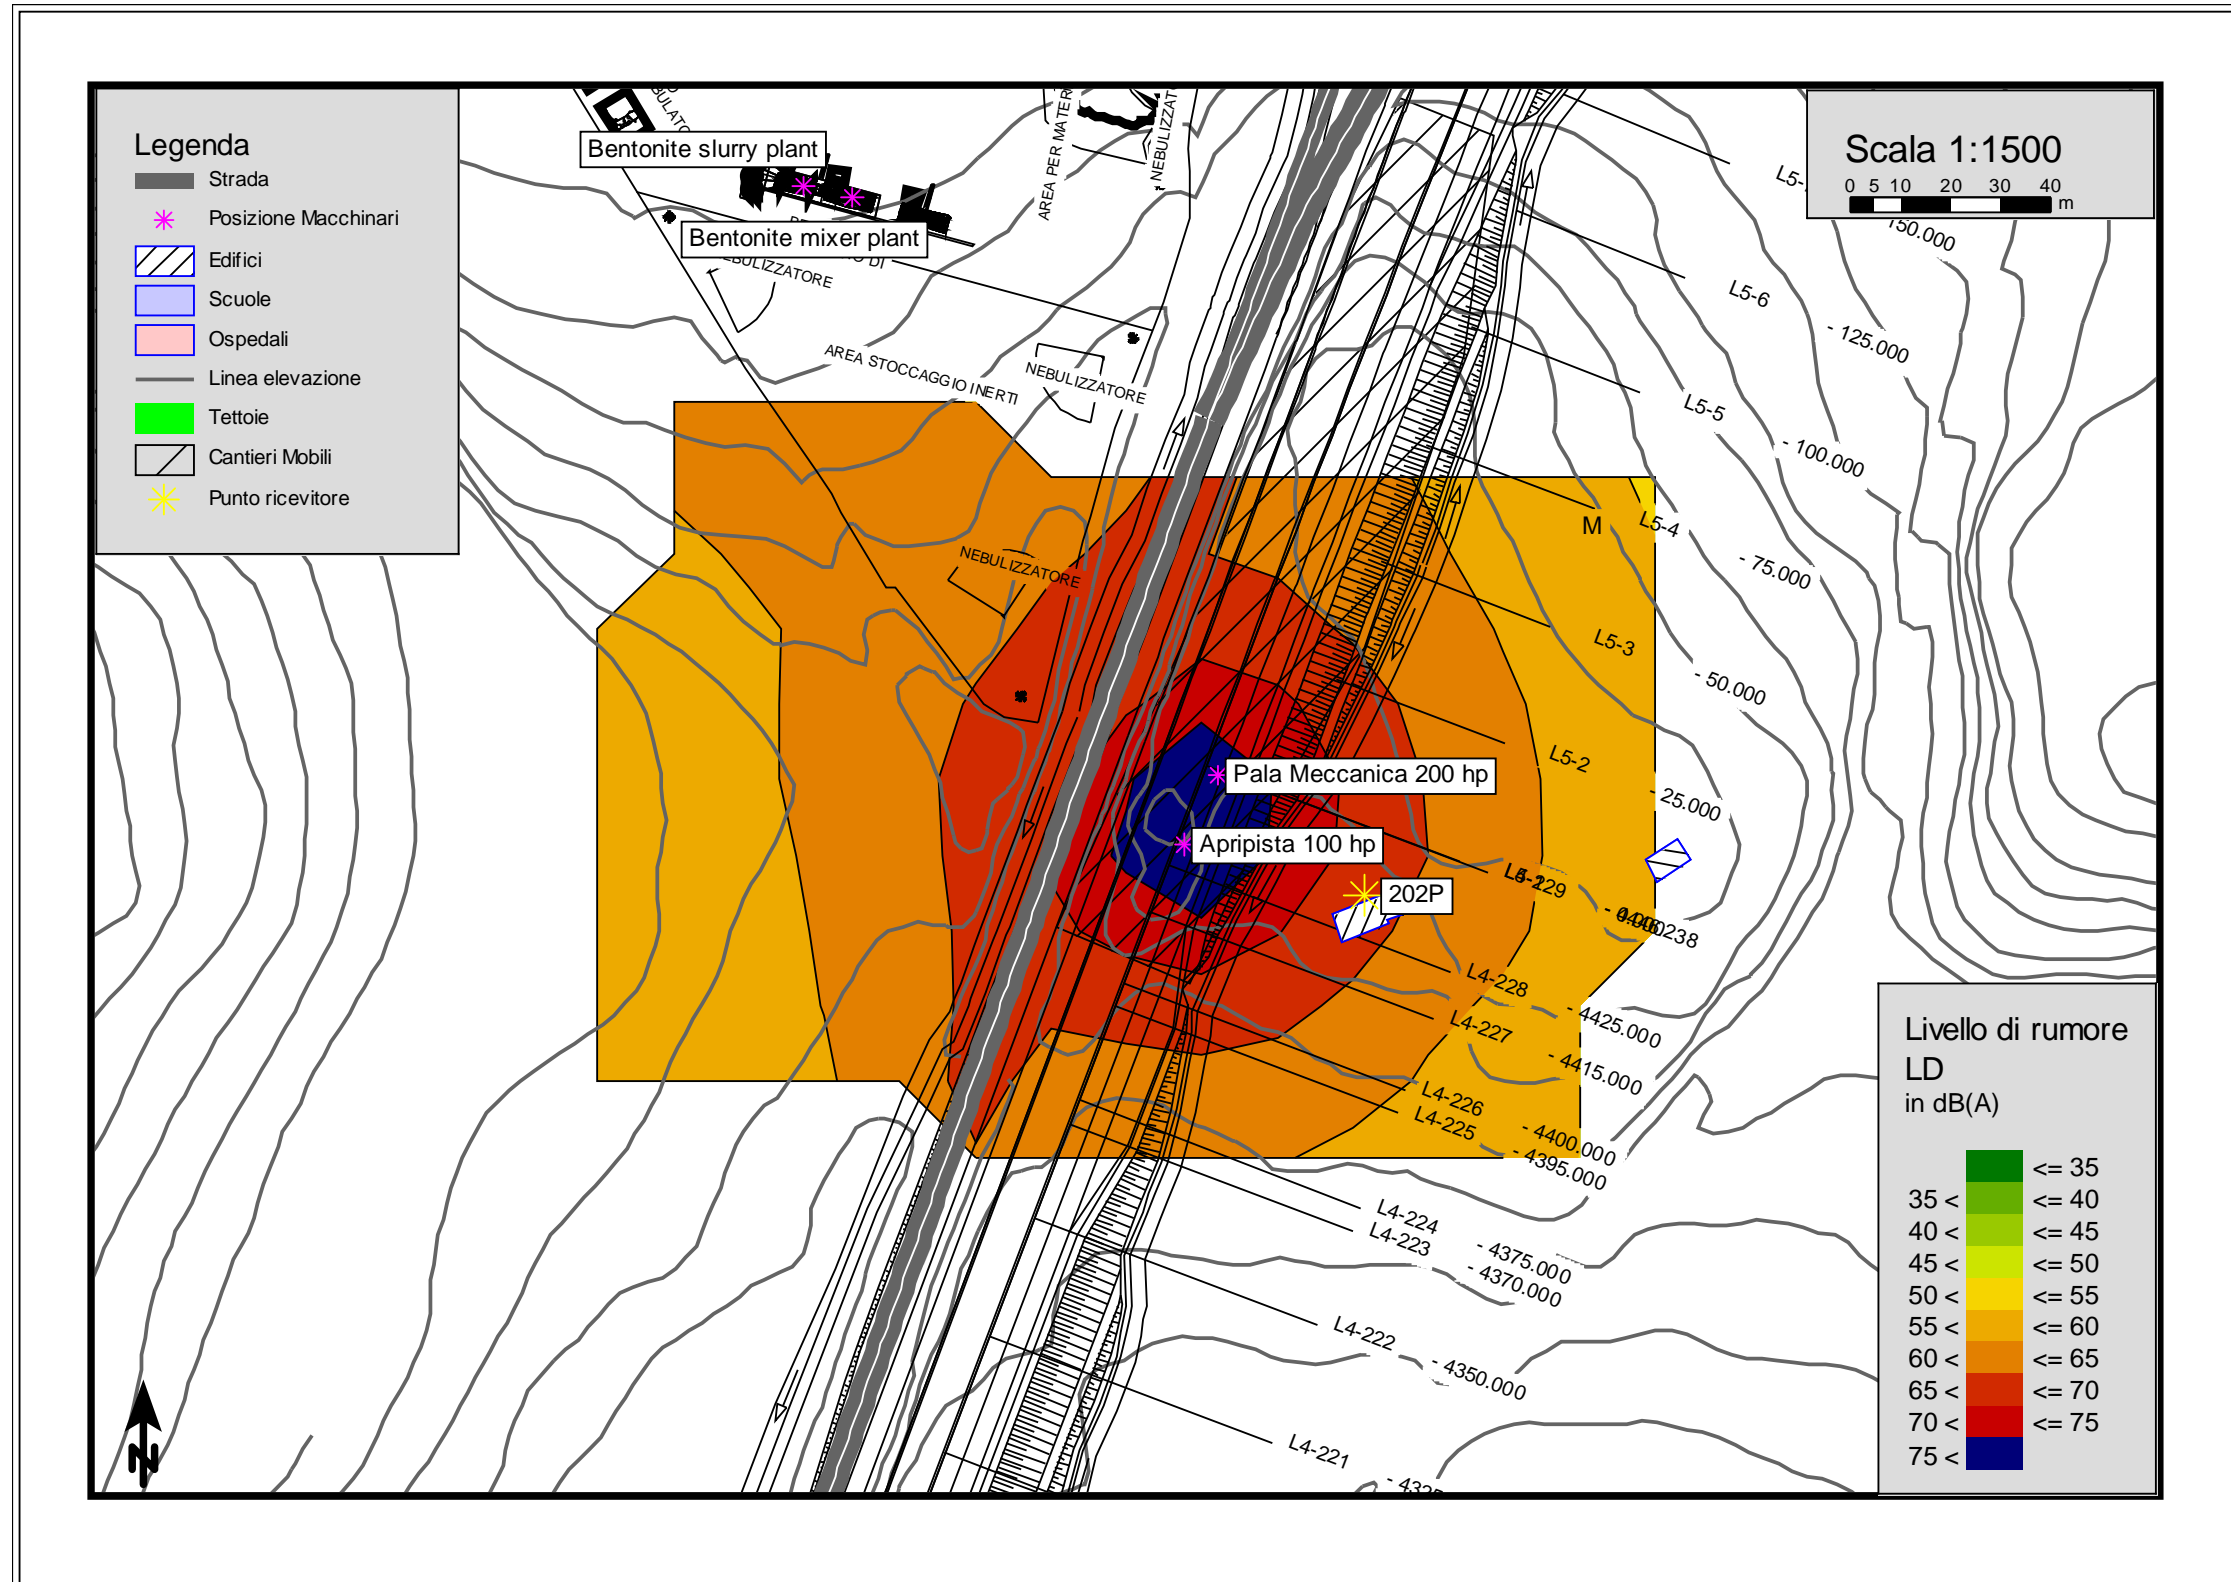 Legenda
Strada
Posizione Macchinari
Edifici
Scuole
Ospedali
Linea elevazione
Tettoie
Cantieri Mobili
Punto ricevitore
Bentonite slurry plant
Bentonite mixer plant
NEBULIZZATORE
AREA PER MATER
NEBULIZZAT
AREA STOCCAGGIO INERTI
NEBULIZZATORE
NEBULIZZATORE
Scala 1:1500
0 5 10 20 30 40 m
150.000
L5-6
- 125.000
L5-5
- 100.000
M
L5-4
- 75.000
L5-3
- 50.000
L5-2
- 25.000
Pala Meccanica 200 hp
Apripista 100 hp
202P
L4-228
- 4425.000
L4-227
- 4415.000
L4-226
L4-225
- 4400.000
- 4395.000
L4-224
L4-223
- 4375.000
- 4370.000
L4-222
- 4350.000
L4-221
N
Livello di rumore
LD
in dB(A)
<= 35
35 < <= 40
40 < <= 45
45 < <= 50
50 < <= 55
55 < <= 60
60 < <= 65
65 < <= 70
70 < <= 75
75 <